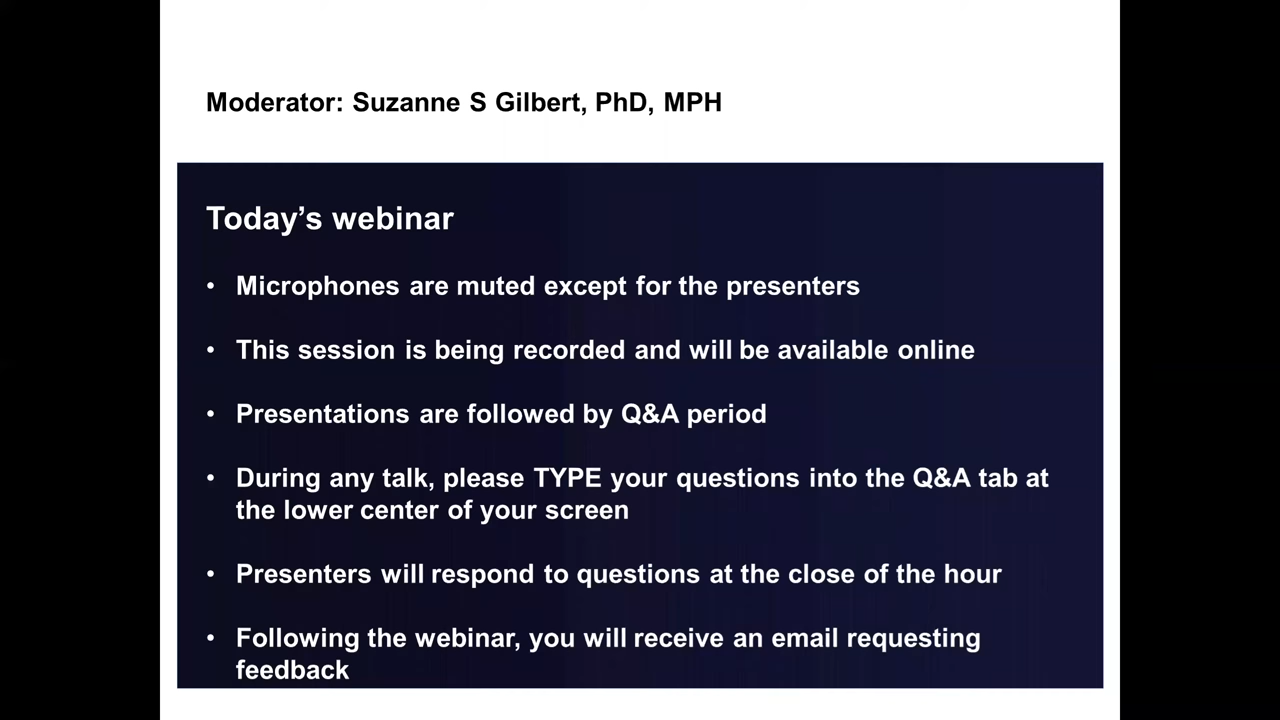 Moderator: Suzanne S Gilbert, PhD, MPH
Today’s webinar
• Microphones are muted except for the presenters
• This session is being recorded and will be available online
• Presentations are followed by Q&A period
• During any talk, please TYPE your questions into the Q&A tab at
the lower center of your screen
• Presenters will respond to questions at the close of the hour
• Following the webinar, you will receive an email requesting
feedback